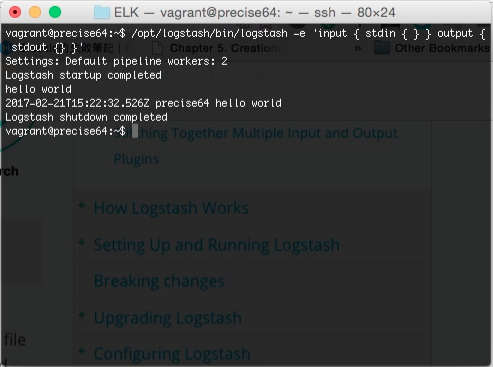 ELK — vagrant@precise64: ~ — ssh — 80×24
vagrant@precise64:~$ /opt/logstash/bin/logstash -e 'input { stdin { } } output {
 stdout {} }'
Chapter 5. Creation
» Other Bookmarks
Settings: Default pipeline workers: 2
Logstash startup completed
hello world
2017-02-21T15:22:32.526Z precise64 hello world
Logstash shutdown completed
vagrant@precise64:~$
Together Multiple Input and Output
Plugins
rch
+ How Logstash Works
+ Setting Up and Running Logstash
Breaking changes
+ Upgrading Logstash
file
+ Configuring Logstash